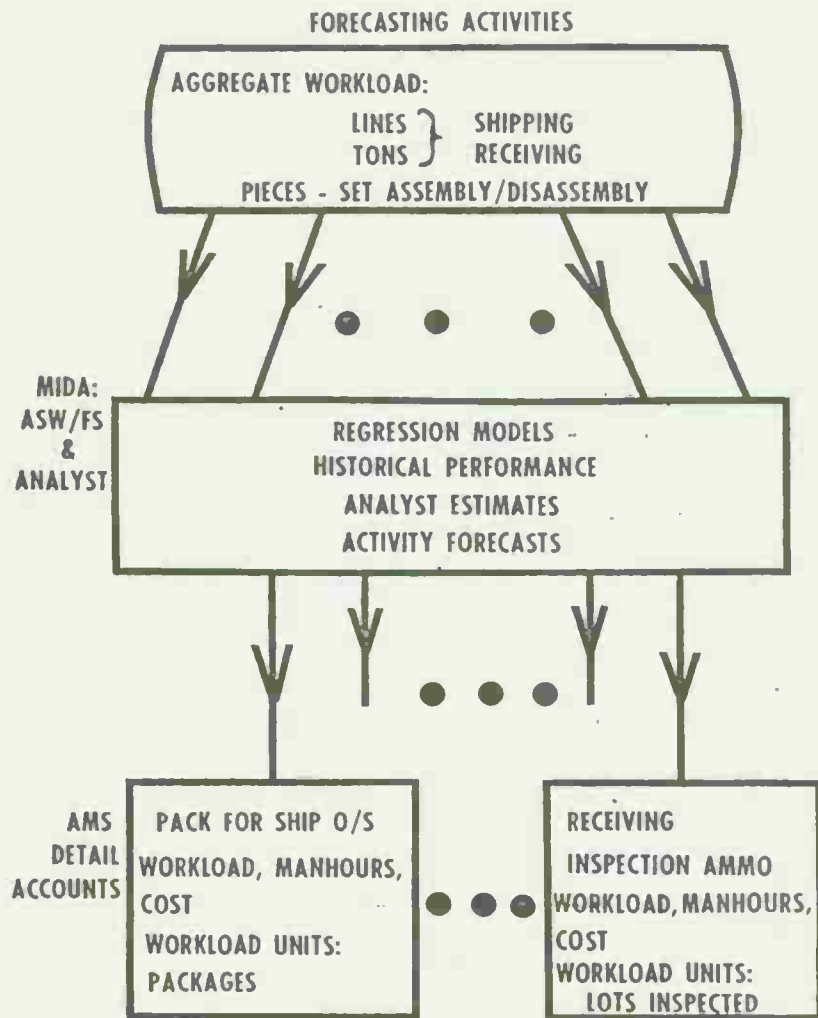 FORECASTING ACTIVITIES
AGGREGATE WORKLOAD:
LINES } SHIPPING
TONS } RECEIVING
PIECES - SET ASSEMBLY/DISASSEMBLY
MIDA:
ASW/FS
&
ANALYST
REGRESSION MODELS
HISTORICAL PERFORMANCE
ANALYST ESTIMATES
ACTIVITY FORECASTS
AMS
DETAIL
ACCOUNTS
PACK FOR SHIP O/S
WORKLOAD, MANHOURS,
COST
WORKLOAD UNITS:
PACKAGES
RECEIVING
INSPECTION AMMO
WORKLOAD, MANHOURS,
COST
WORKLOAD UNITS:
LOTS INSPECTED